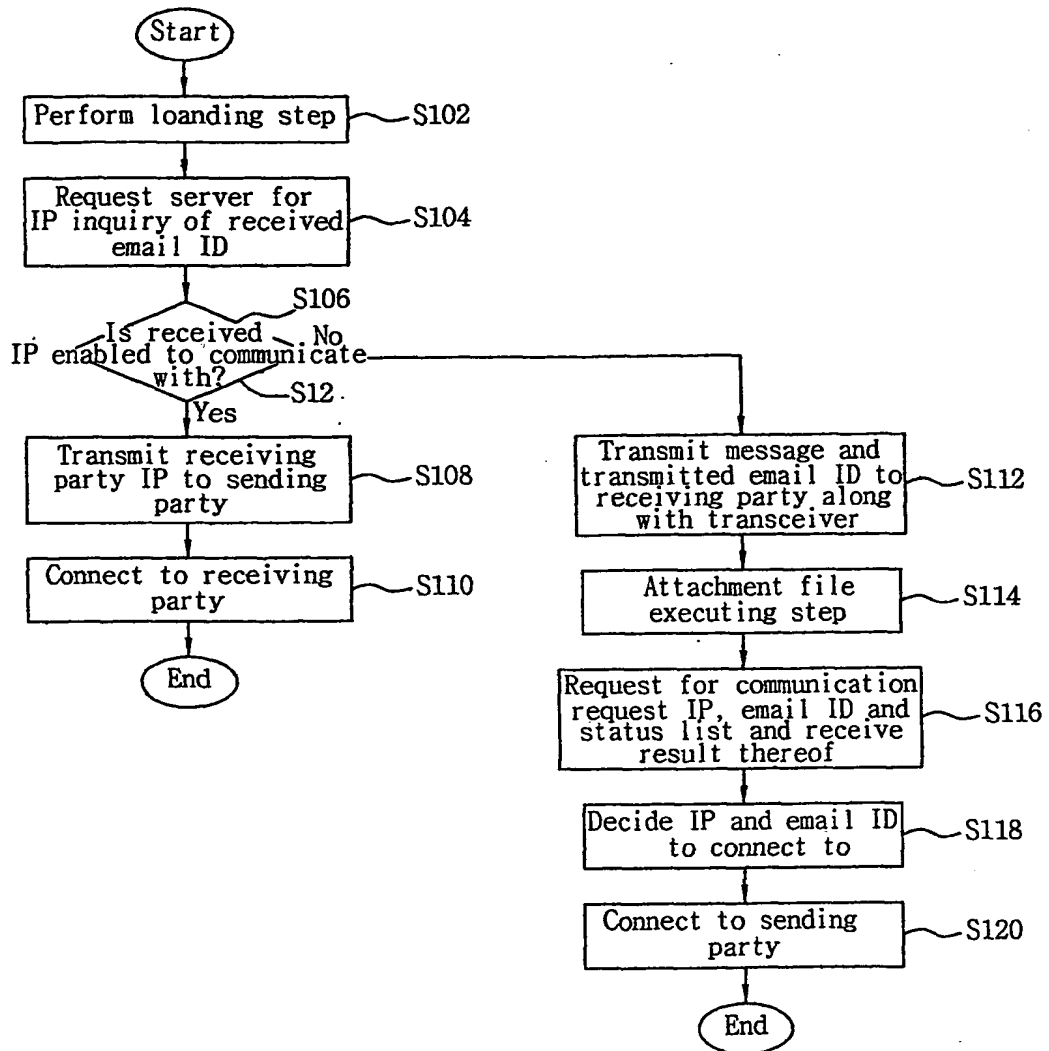 Start
Perform loanding step
S102
Request server for
IP inquiry of received
email ID
S104
S106
Is received
IP enabled to communicate
with?
No
S12
Yes
Transmit receiving
party IP to sending
party
S108
Connect to receiving
party
S110
End
Transmit message and
transmitted email ID to
receiving party along
with transceiver
S112
Attachment file
executing step
S114
Request for communication
request IP, email ID and
status list and receive
result thereof
S116
Decide IP and email ID
to connect to
S118
Connect to sending
party
S120
End